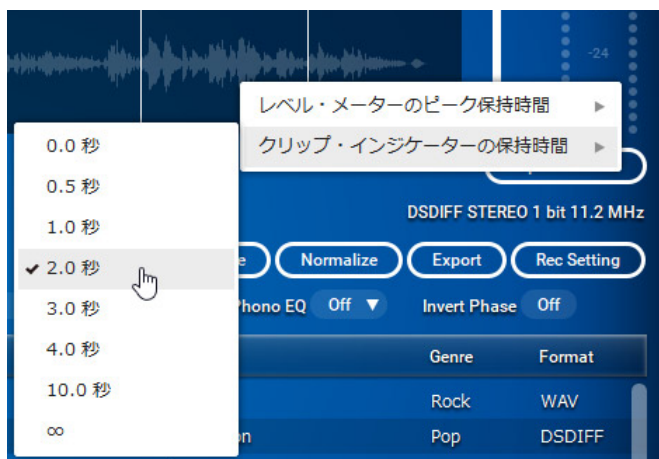 -24
レベル・メーターのピーク保持時間
クリップ・インジケーターの保持時間
0.0 秒
0.5 秒
1.0 秒
2.0 秒
3.0 秒
4.0 秒
10.0 秒
∞
DSDIFF STEREO 1 bit 11.2 MHz
Normalize
Export
Rec Setting
Phono EQ Off
Invert Phase Off
Genre Format
Rock WAV
Pop DSDIFF